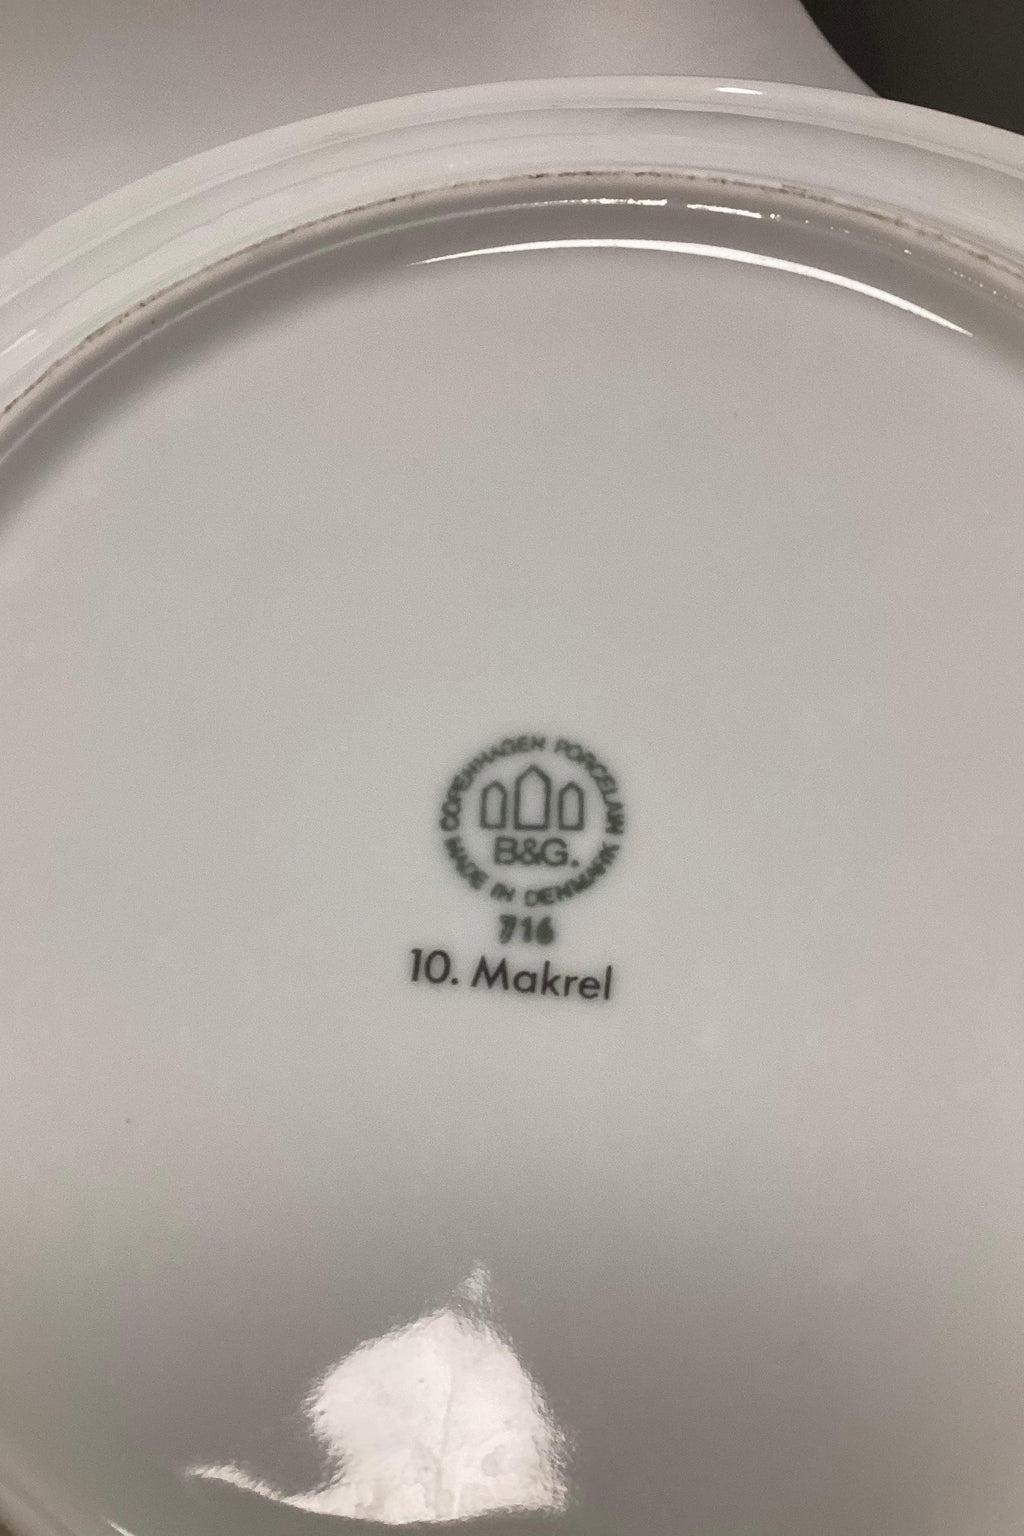 COPENHAGEN PORCELAIN
B&G.
MADE IN DENMARK
716
10. Makrel